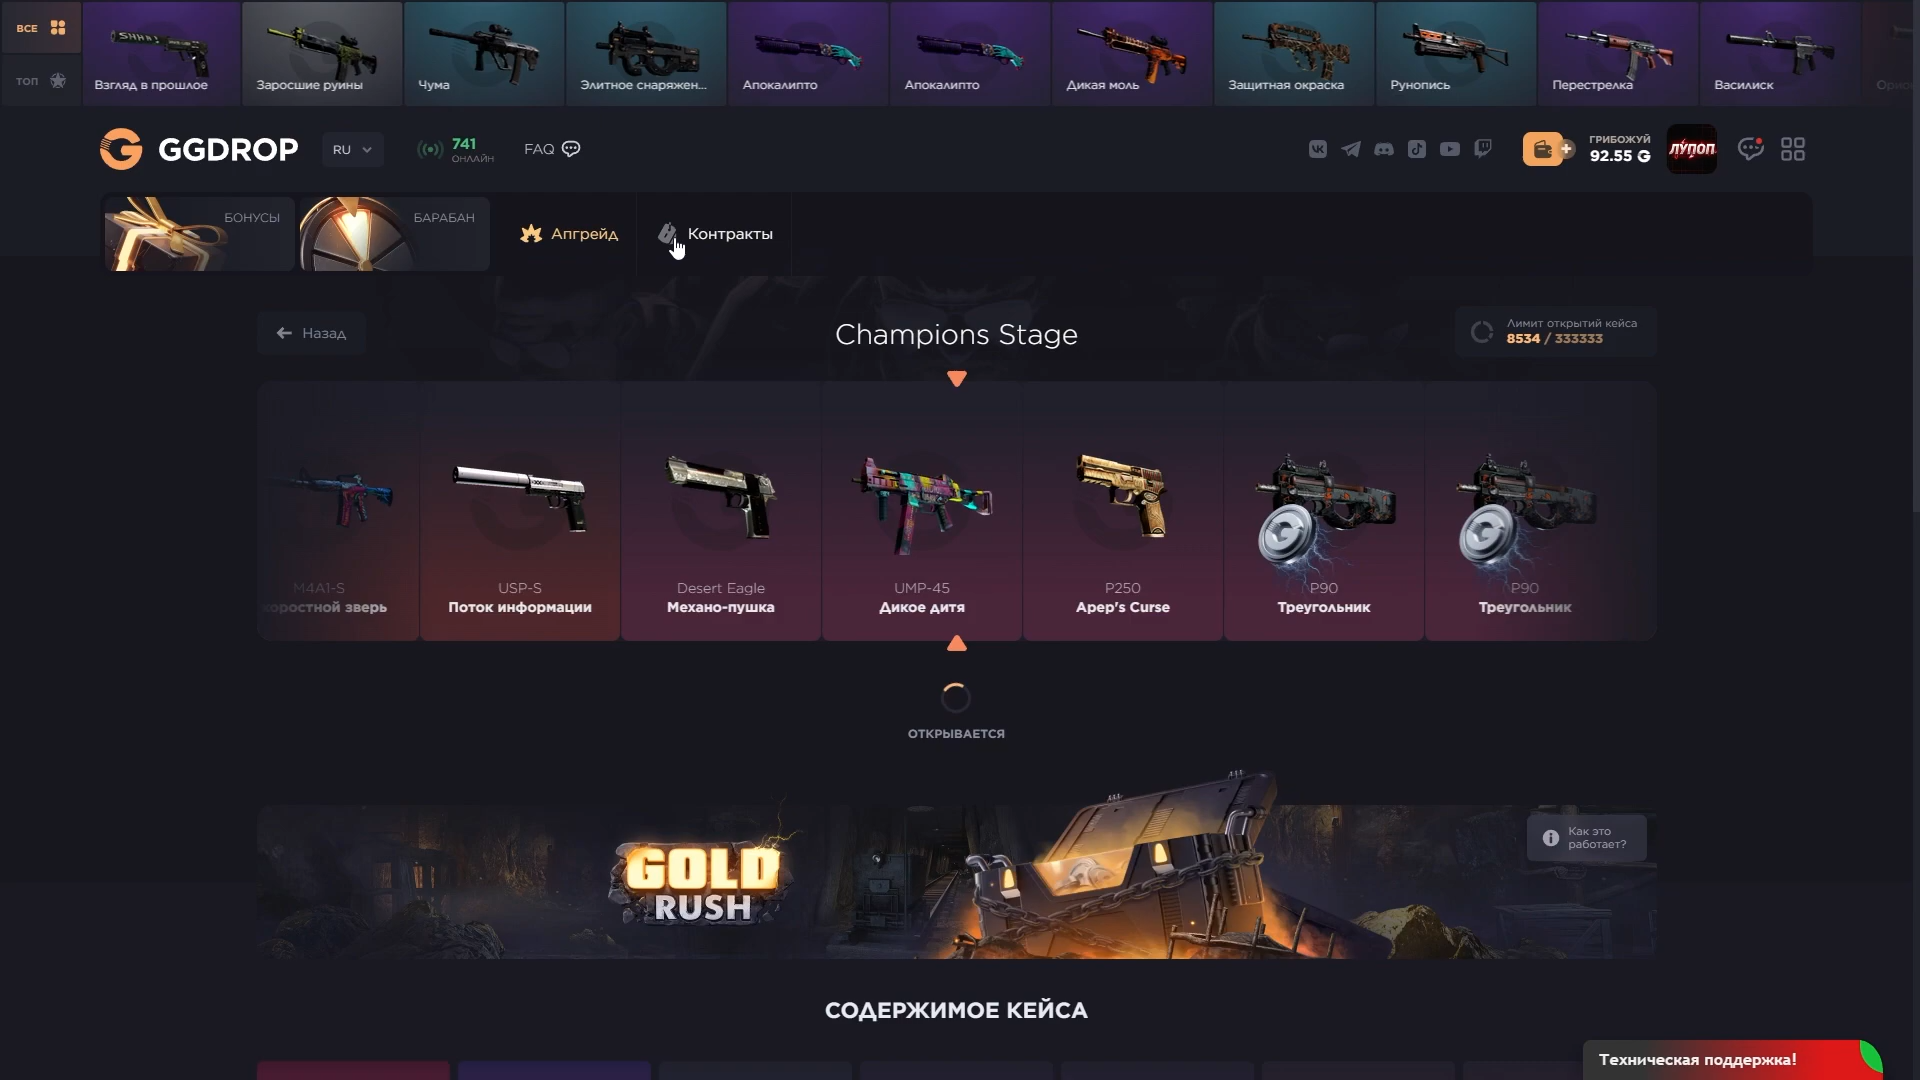 ВСЕ
ТОП
Взгляд в прошлое
Заросшие руины
Чума
Элитное снаряжен...
Апокалипто
Апокалипто
Дикая моль
Защитная окраска
Рунопись
Перестрелка
Василиск
GGDROP
RU
741
ОНЛАЙН
FAQ
ГРИБОЖУЙ
92.55 G
ЛУПОП
БОНУСЫ
БАРАБАН
Апгрейд
Контракты
Назад
Champions Stage
Лимит открытий кейса
8534 / 333333
M4A1-S
коростной зверь
USP-S
Поток информации
Desert Eagle
Механо-пушка
UMP-45
Дикое дитя
P250
Apep's Curse
P90
Треугольник
P90
Треугольник
ОТКРЫВАЕТСЯ
GOLD
RUSH
Как это
работает?
СОДЕРЖИМОЕ КЕЙСА
Техническая поддержка!